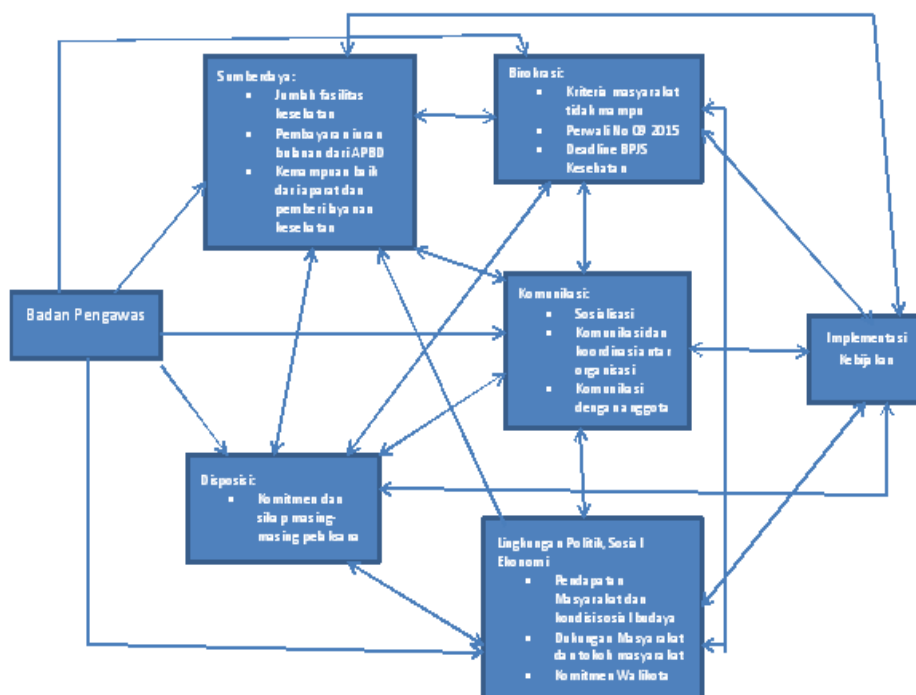 Sumberdaya:
▪ Jumlah fasilitas
kesehatan
▪ Pembayaran iuran
bulanan dari APBD
▪ Kemampuan baik
dari aparat dan
pemberi layanan
kesehatan
Birokrasi:
▪ Kriteria masyarakat
tidak mampu
▪ Perwali No 09 2015
▪ Deadline BPJS
Kesehatan
Badan Pengawas
Komunikasi:
▪ Sosialisasi
▪ Komunikasi dan
koordinasi antar
organisasi
▪ Komunikasi
dengan anggota
Implementasi
Kebijakan
Disposisi:
▪ Komitmen dan
sikap masing-
masing pelaksana
Lingkungan Politik, Sosial
Ekonomi
▪ Pendapatan
Masyarakat dan
kondisi sosial budaya
▪ Dukungan Masyarakat
dan tokoh masyarakat
▪ Komitmen Walikota